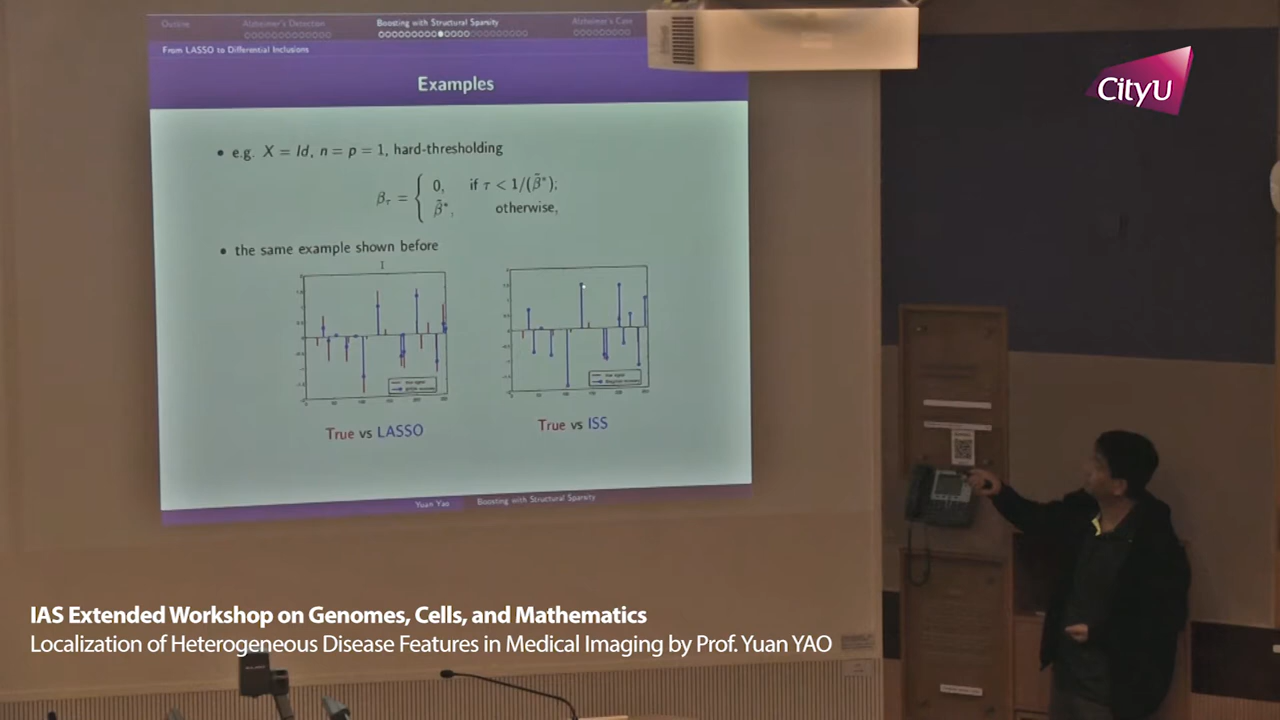 Outline
Alzheimer's Detection
Boosting with Structural Sparsity
Alzheimer's Case
From LASSO to Differential Inclusions
Examples
• e.g. X = Id, n = p = 1, hard-thresholding
β_τ = { 0, if τ < 1/(β̃*);
β̃*, otherwise,
• the same example shown before
True vs LASSO
True vs ISS
Yuan Yao
Boosting with Structural Sparsity
CityU
IAS Extended Workshop on Genomes, Cells, and Mathematics
Localization of Heterogeneous Disease Features in Medical Imaging by Prof. Yuan YAO